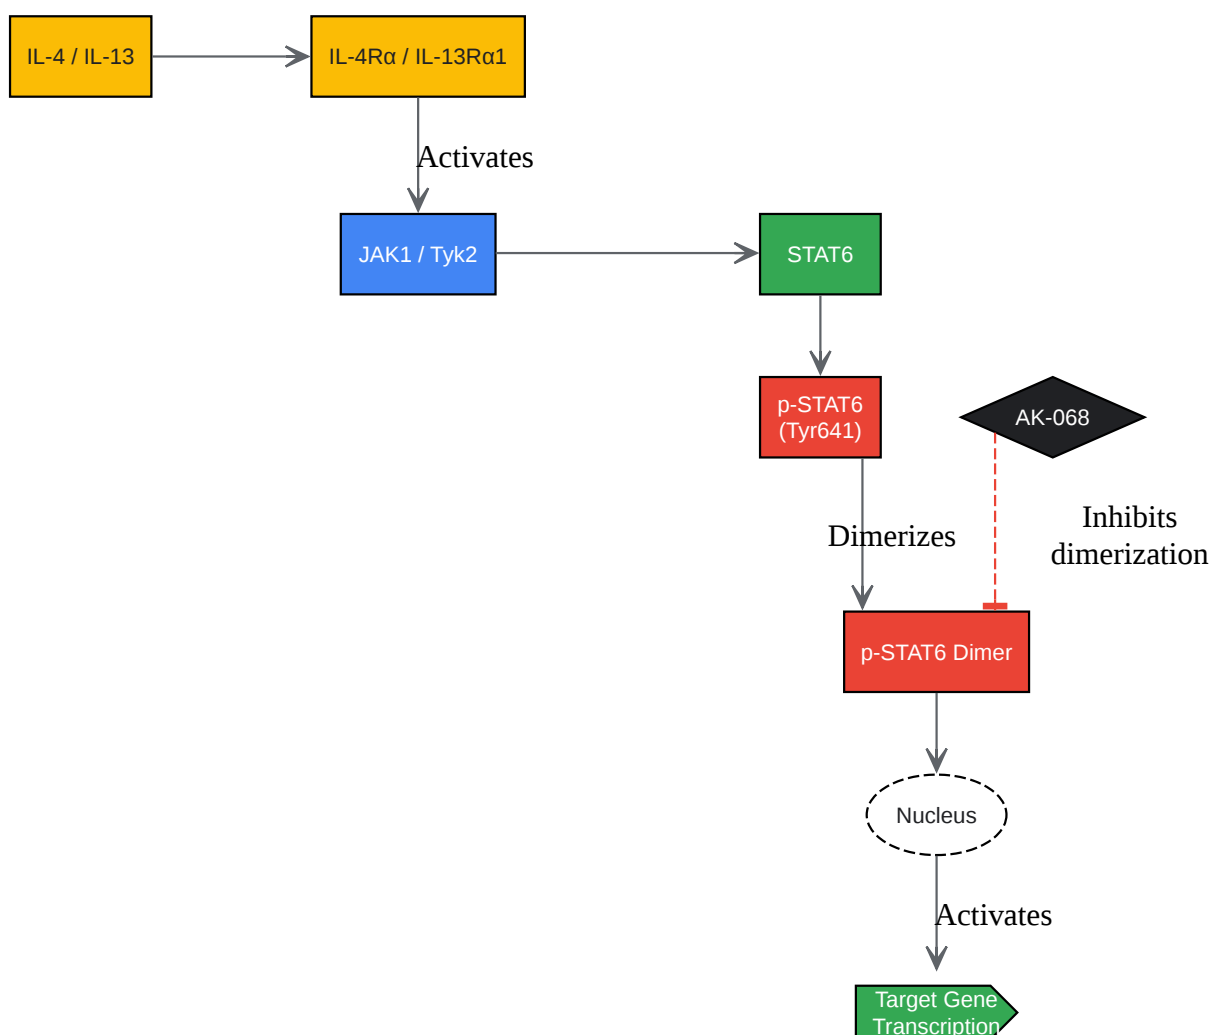 IL-4 / IL-13
IL-4Rα / IL-13Rα1
Activates
JAK1 / Tyk2
STAT6
p-STAT6
(Tyr641)
AK-068
Inhibits
dimerization
Dimerizes
p-STAT6 Dimer
Nucleus
Activates
Target Gene
Transcription